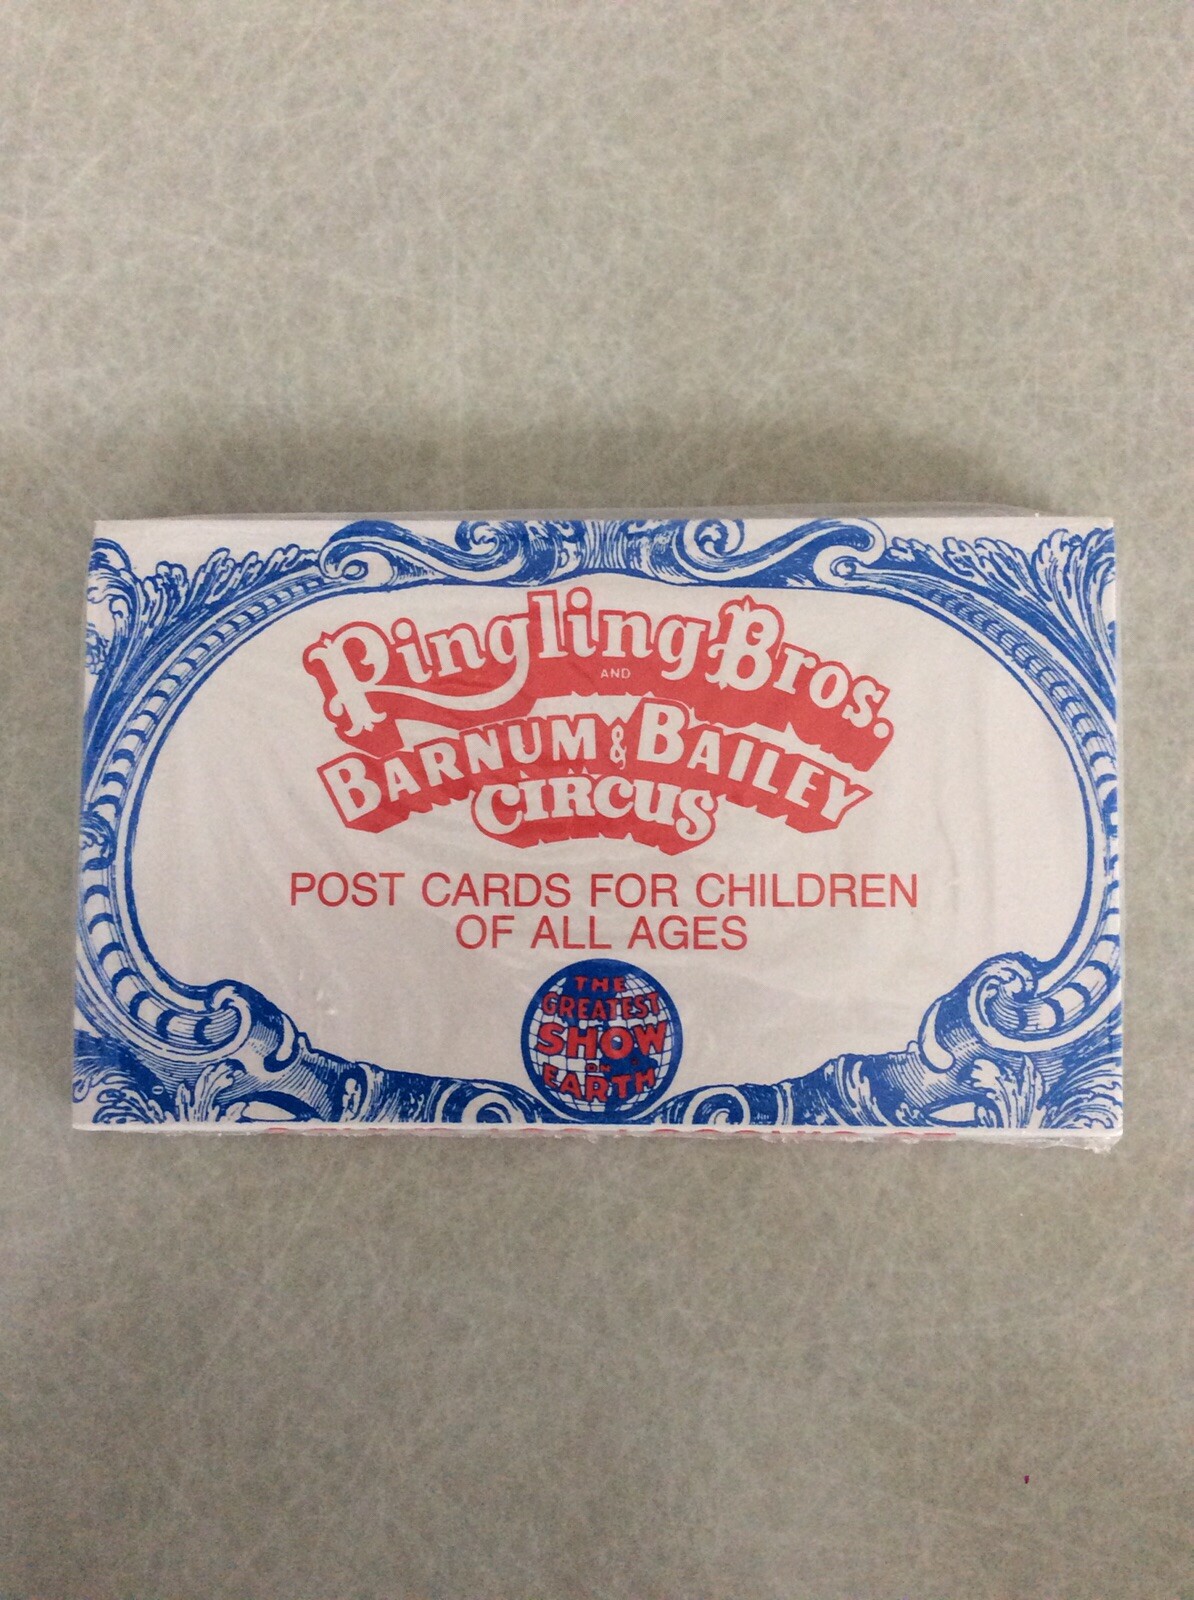 Ringling Bros.
AND
BARNUM & BAILEY
CIRCUS
POST CARDS FOR CHILDREN
OF ALL AGES
THE
GREATEST
SHOW
ON
EARTH